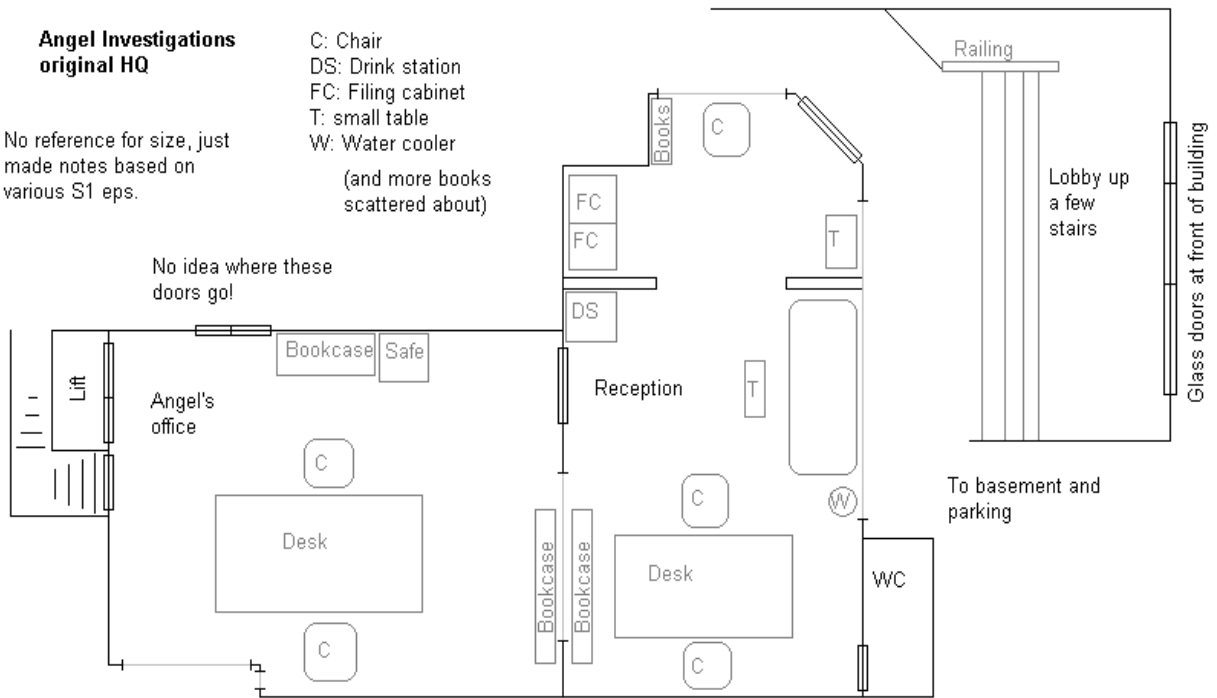 Angel Investigations
original HQ
C: Chair
DS: Drink station
FC: Filing cabinet
T: small table
W: Water cooler
(and more books
scattered about)
No reference for size, just
made notes based on
various S1 eps.
No idea where these
doors go!
Railing
Books
C
FC
FC
T
Lobby up
a few
stairs
Glass doors at front of building
DS
Bookcase
Safe
Lift
Angel's
office
Reception
T
C
C
W
To basement and
parking
Desk
Bookcase
Bookcase
Desk
WC
C
C